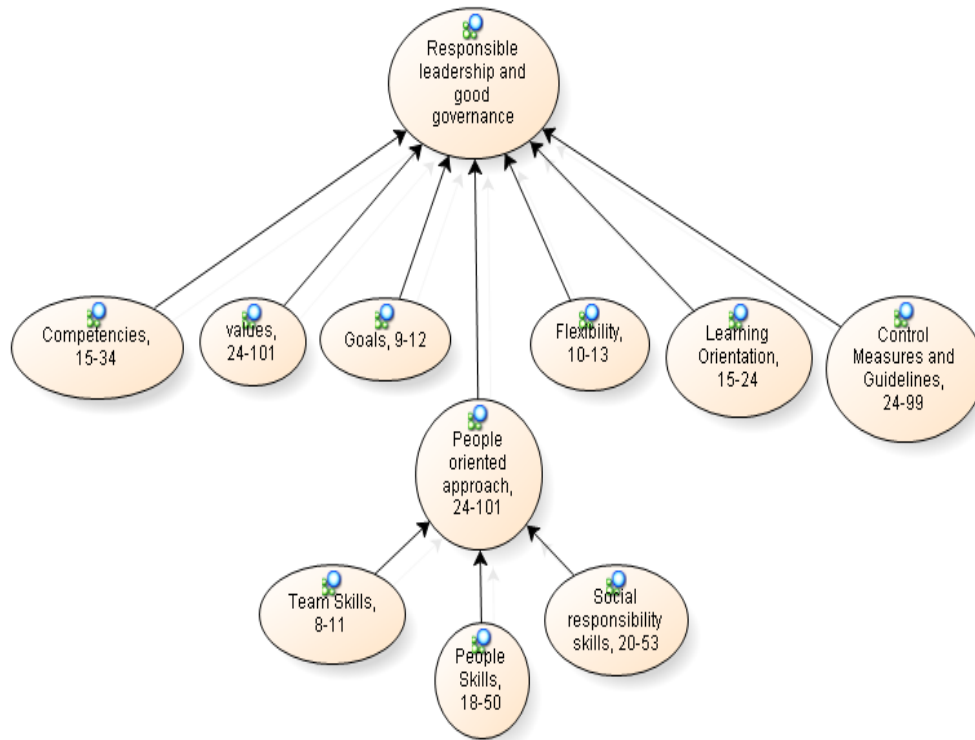 Responsible
leadership and
good
governance
Competencies,
15-34
values,
24-101
Goals, 9-12
Flexibility,
10-13
Learning
Orientation,
15-24
Control
Measures and
Guidelines,
24-99
People
oriented
approach,
24-101
Team Skills,
8-11
People
Skills,
18-50
Social
responsibility
skills, 20-53